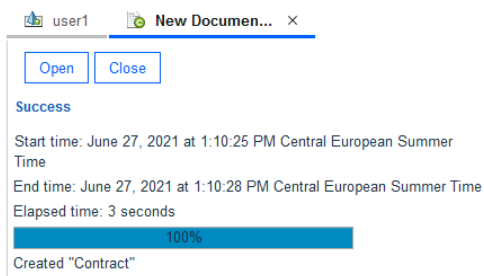 user1
New Documen... ×
Open
Close
Success
Start time: June 27, 2021 at 1:10:25 PM Central European Summer
Time
End time: June 27, 2021 at 1:10:28 PM Central European Summer Time
Elapsed time: 3 seconds
100%
Created "Contract"